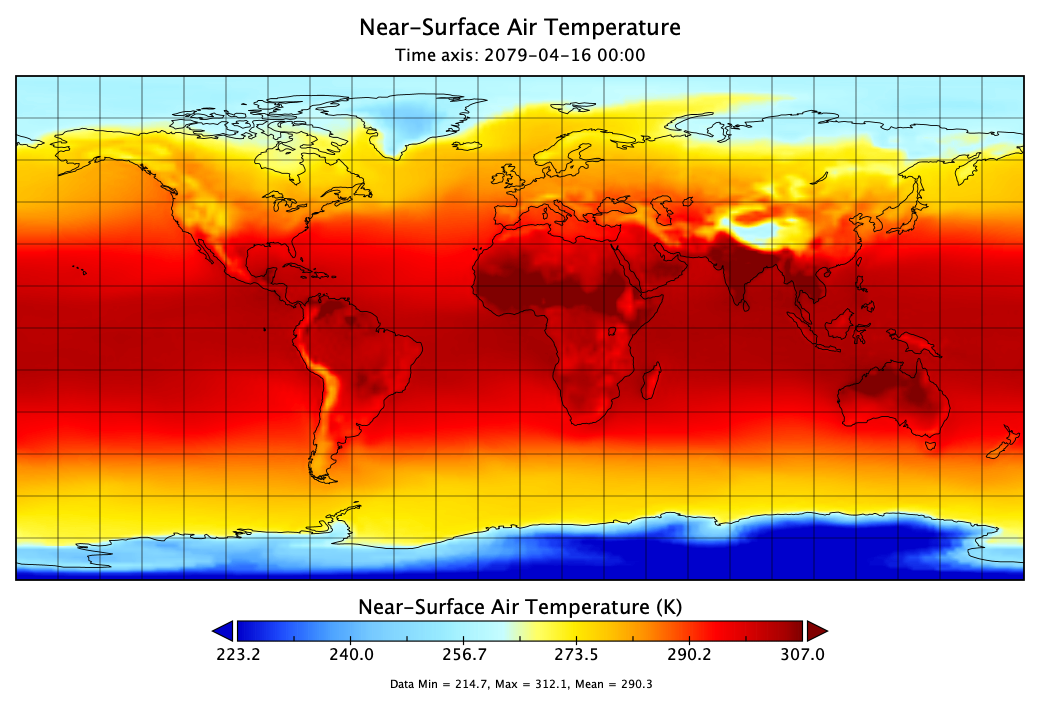 Near-Surface Air Temperature
Time axis: 2079-04-16 00:00
Near-Surface Air Temperature (K)
223.2 240.0 256.7 273.5 290.2 307.0
Data Min = 214.7, Max = 312.1, Mean = 290.3